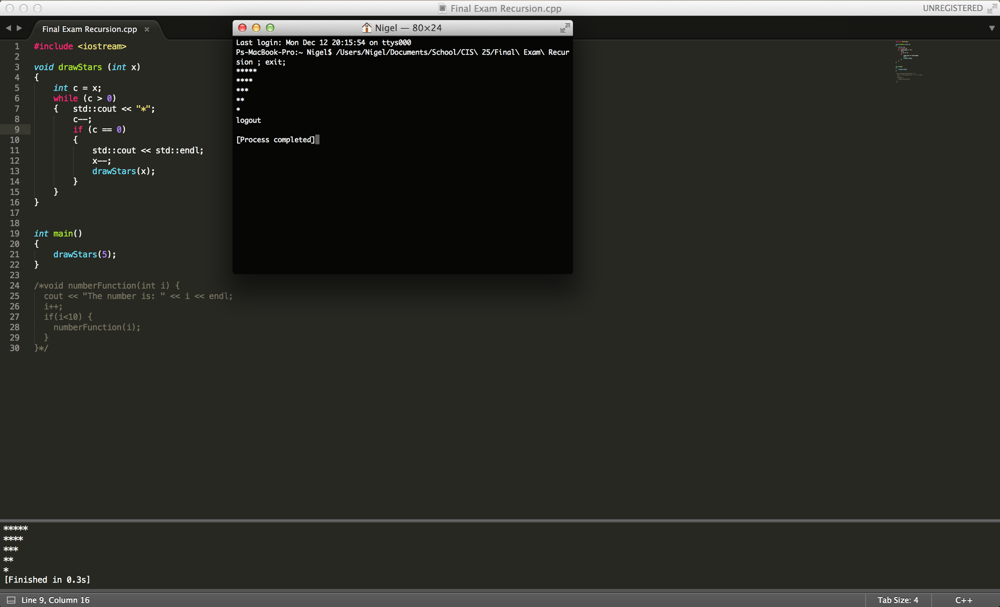 Final Exam Recursion.cpp
UNREGISTERED
Final Exam Recursion.cpp ×
1 #include <iostream>
2
3 void drawStars (int x)
4 {
5 int c = x;
6 while (c > 0)
7 { std::cout << "*";
8 c--;
9 if (c == 0)
10 {
11 std::cout << std::endl;
12 x--;
13 drawStars(x);
14 }
15 }
16 }
17
18
19 int main()
20 {
21 drawStars(5);
22 }
23
24 /*void numberFunction(int i) {
25 cout << "The number is: " << i << endl;
26 i++;
27 if(i<10) {
28 numberFunction(i);
29 }
30 }*/
Nigel — 80×24
Last login: Mon Dec 12 20:15:54 on ttys000
Ps-MacBook-Pro:~ Nigel$ /Users/Nigel/Documents/School/CIS\ 25/Final\ Exam\ Recur
sion ; exit;
*****
****
***
**
*
logout
[Process completed]
*****
****
***
**
*
[Finished in 0.3s]
Line 9, Column 16
Tab Size: 4
C++